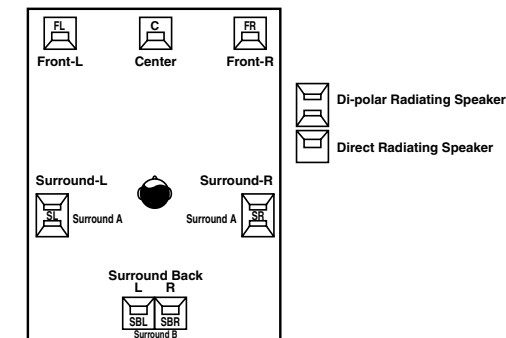 FL C FR
Front-L Center Front-R
Di-polar Radiating Speaker
Direct Radiating Speaker
Surround-L Surround-R
SL Surround A Surround A SR
Surround Back
L R
SBL SBR
Surround B